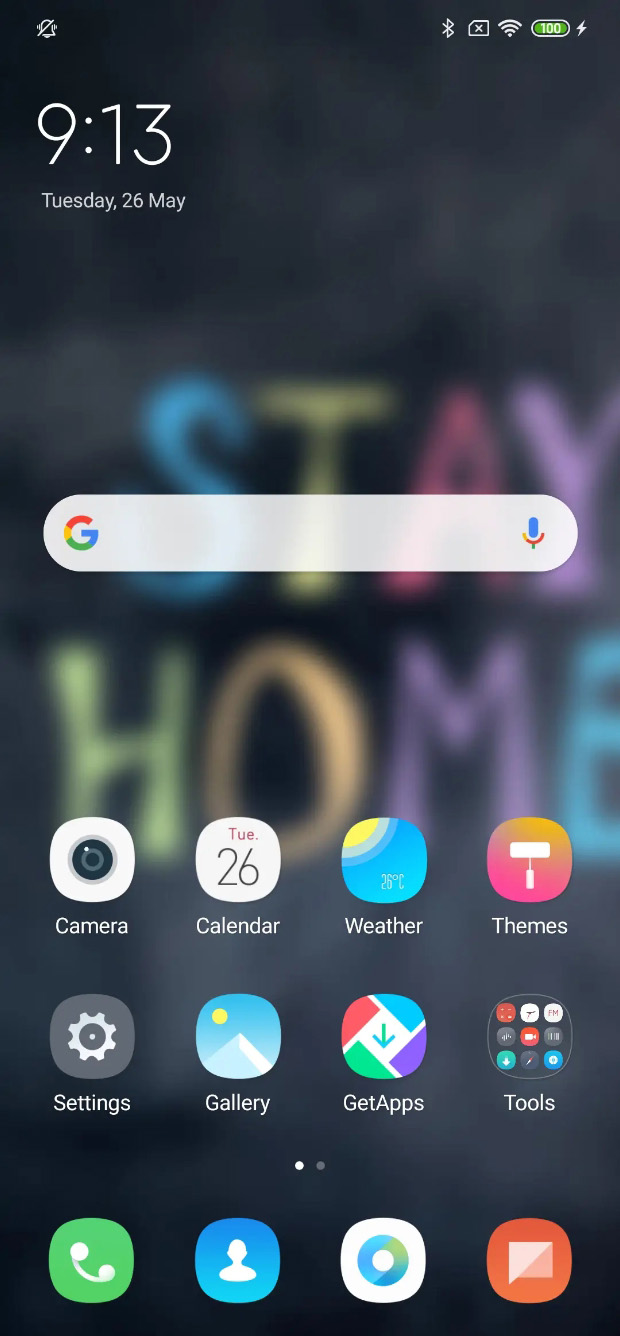 100
9:13
Tuesday, 26 May
STAY
HOME
Tue.
26
26°C
Camera
Calendar
Weather
Themes
FM
Settings
Gallery
GetApps
Tools